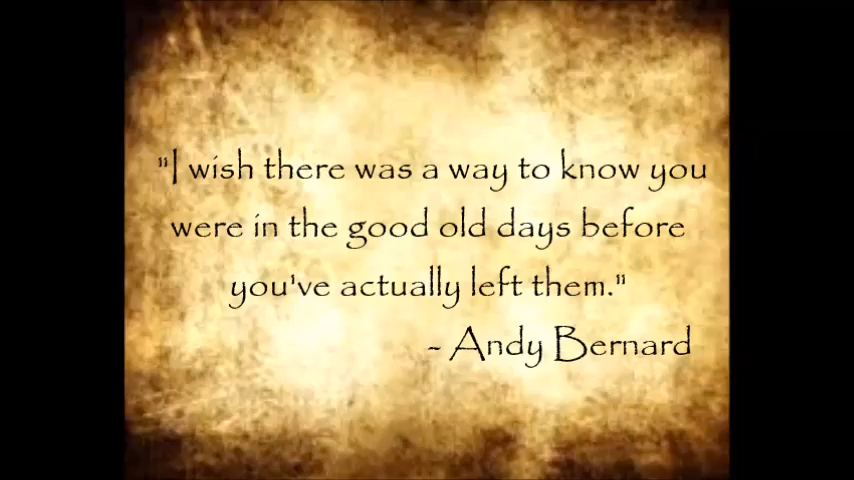 "I wish there was a way to know you
were in the good old days before
you've actually left them."
- Andy Bernard